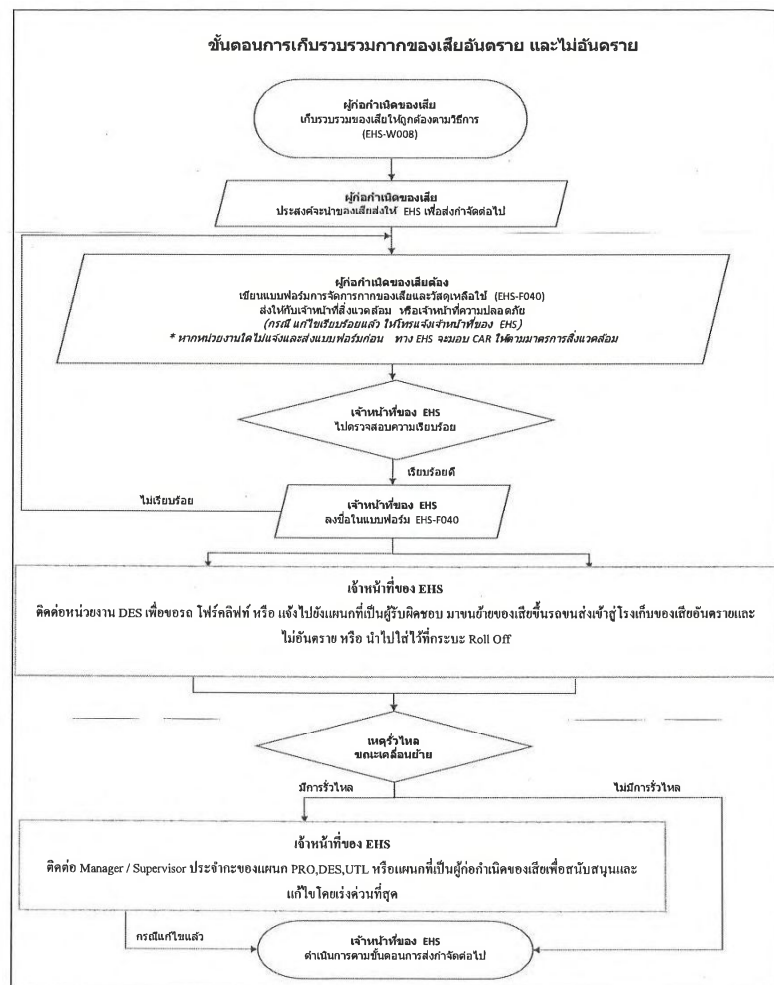 ขั้นตอนการเก็บรวบรวมกากของเสียอันตราย และไม่อันตราย
ผู้ก่อกำเนิดของเสีย
เก็บรวบรวมของเสียให้ถูกต้องตามวิธีการ
(EHS-W008)
ผู้ก่อกำเนิดของเสีย
ประสงค์จะนำของเสียส่งให้ EHS เพื่อส่งกำจัดต่อไป
ผู้ก่อกำเนิดของเสียต้อง
เขียนแบบฟอร์มการจัดการกากของเสียและวัสดุเหลือใช้ (EHS-F040)
ส่งให้กับเจ้าหน้าที่สิ่งแวดล้อม หรือเจ้าหน้าที่ความปลอดภัย
(กรณี แก้ไขเรียบร้อยแล้ว ให้โทรแจ้งเจ้าหน้าที่ของ EHS)
* หากหน่วยงานใดไม่แจ้งและส่งแบบฟอร์มก่อน ทาง EHS จะมอบ CAR ให้ตามมาตรการสิ่งแวดล้อม
เจ้าหน้าที่ของ EHS
ไปตรวจสอบความเรียบร้อย
เรียบร้อยดี
ไม่เรียบร้อย
เจ้าหน้าที่ของ EHS
ลงชื่อในแบบฟอร์ม EHS-F040
เจ้าหน้าที่ของ EHS
ติดต่อหน่วยงาน DES เพื่อขอรถ โฟร์คลิฟท์ หรือ แจ้งไปยังแผนกที่เป็นผู้รับผิดชอบ มาขนย้ายของเสียขึ้นรถขนส่งเข้าสู่โรงเก็บของเสียอันตรายและ
ไม่อันตราย หรือ นำไปใส่ไว้ที่กระบะ Roll Off
เหตุรั่วไหล
ขณะเคลื่อนย้าย
มีการรั่วไหล
ไม่มีการรั่วไหล
เจ้าหน้าที่ของ EHS
ติดต่อ Manager / Supervisor ประจำกะของแผนก PRO,DES,UTL หรือแผนกที่เป็นผู้ก่อกำเนิดของเสียเพื่อสนับสนุนและ
แก้ไขโดยเร่งด่วนที่สุด
กรณีแก้ไขแล้ว
เจ้าหน้าที่ของ EHS
ดำเนินการตามขั้นตอนการส่งกำจัดต่อไป